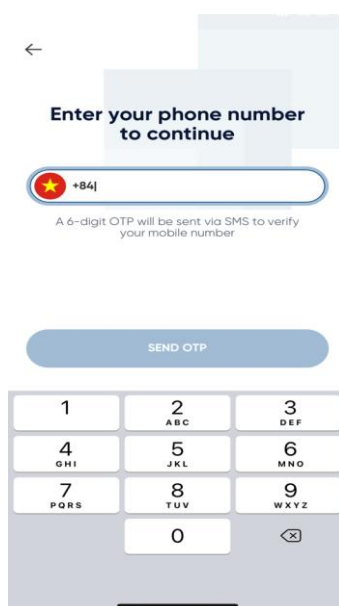 ←
Enter your phone number
to continue
+84
A 6-digit OTP will be sent via SMS to verify
your mobile number
SEND OTP
1
2
ABC
3
DEF
4
GHI
5
JKL
6
MNO
7
PQRS
8
TUV
9
WXYZ
0